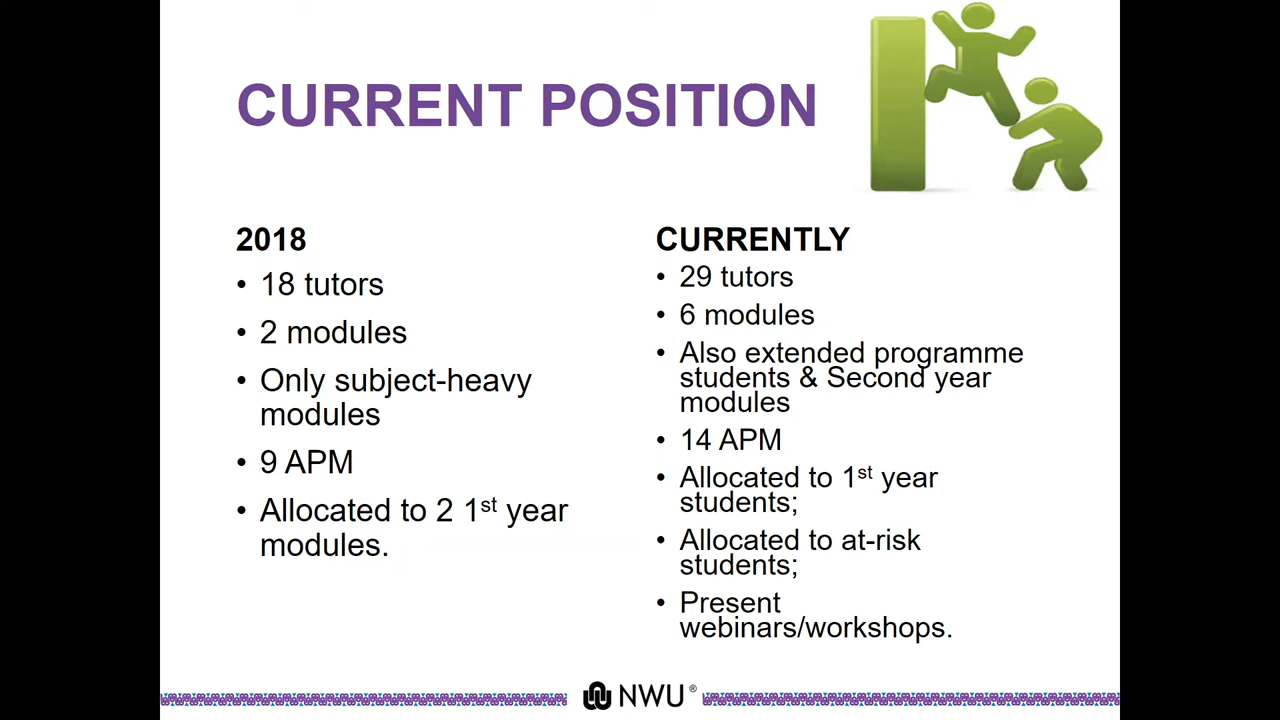 CURRENT POSITION
2018
• 18 tutors
• 2 modules
• Only subject-heavy
modules
• 9 APM
• Allocated to 2 1st year
modules.
CURRENTLY
• 29 tutors
• 6 modules
• Also extended programme
students & Second year
modules
• 14 APM
• Allocated to 1st year
students;
• Allocated to at-risk
students;
• Present
webinars/workshops.
NWU®